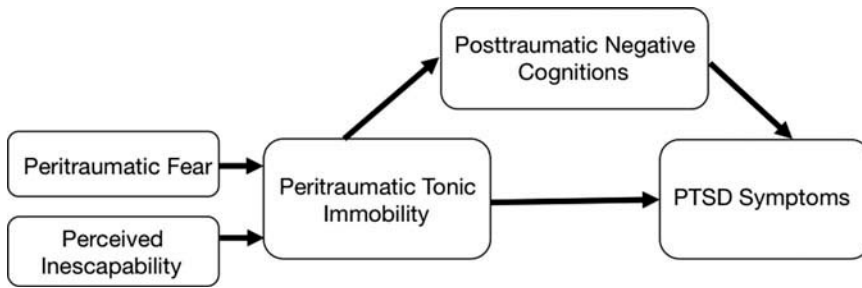 Posttraumatic Negative
Cognitions
Peritraumatic Fear
Peritraumatic Tonic
Immobility
PTSD Symptoms
Perceived
Inescapability